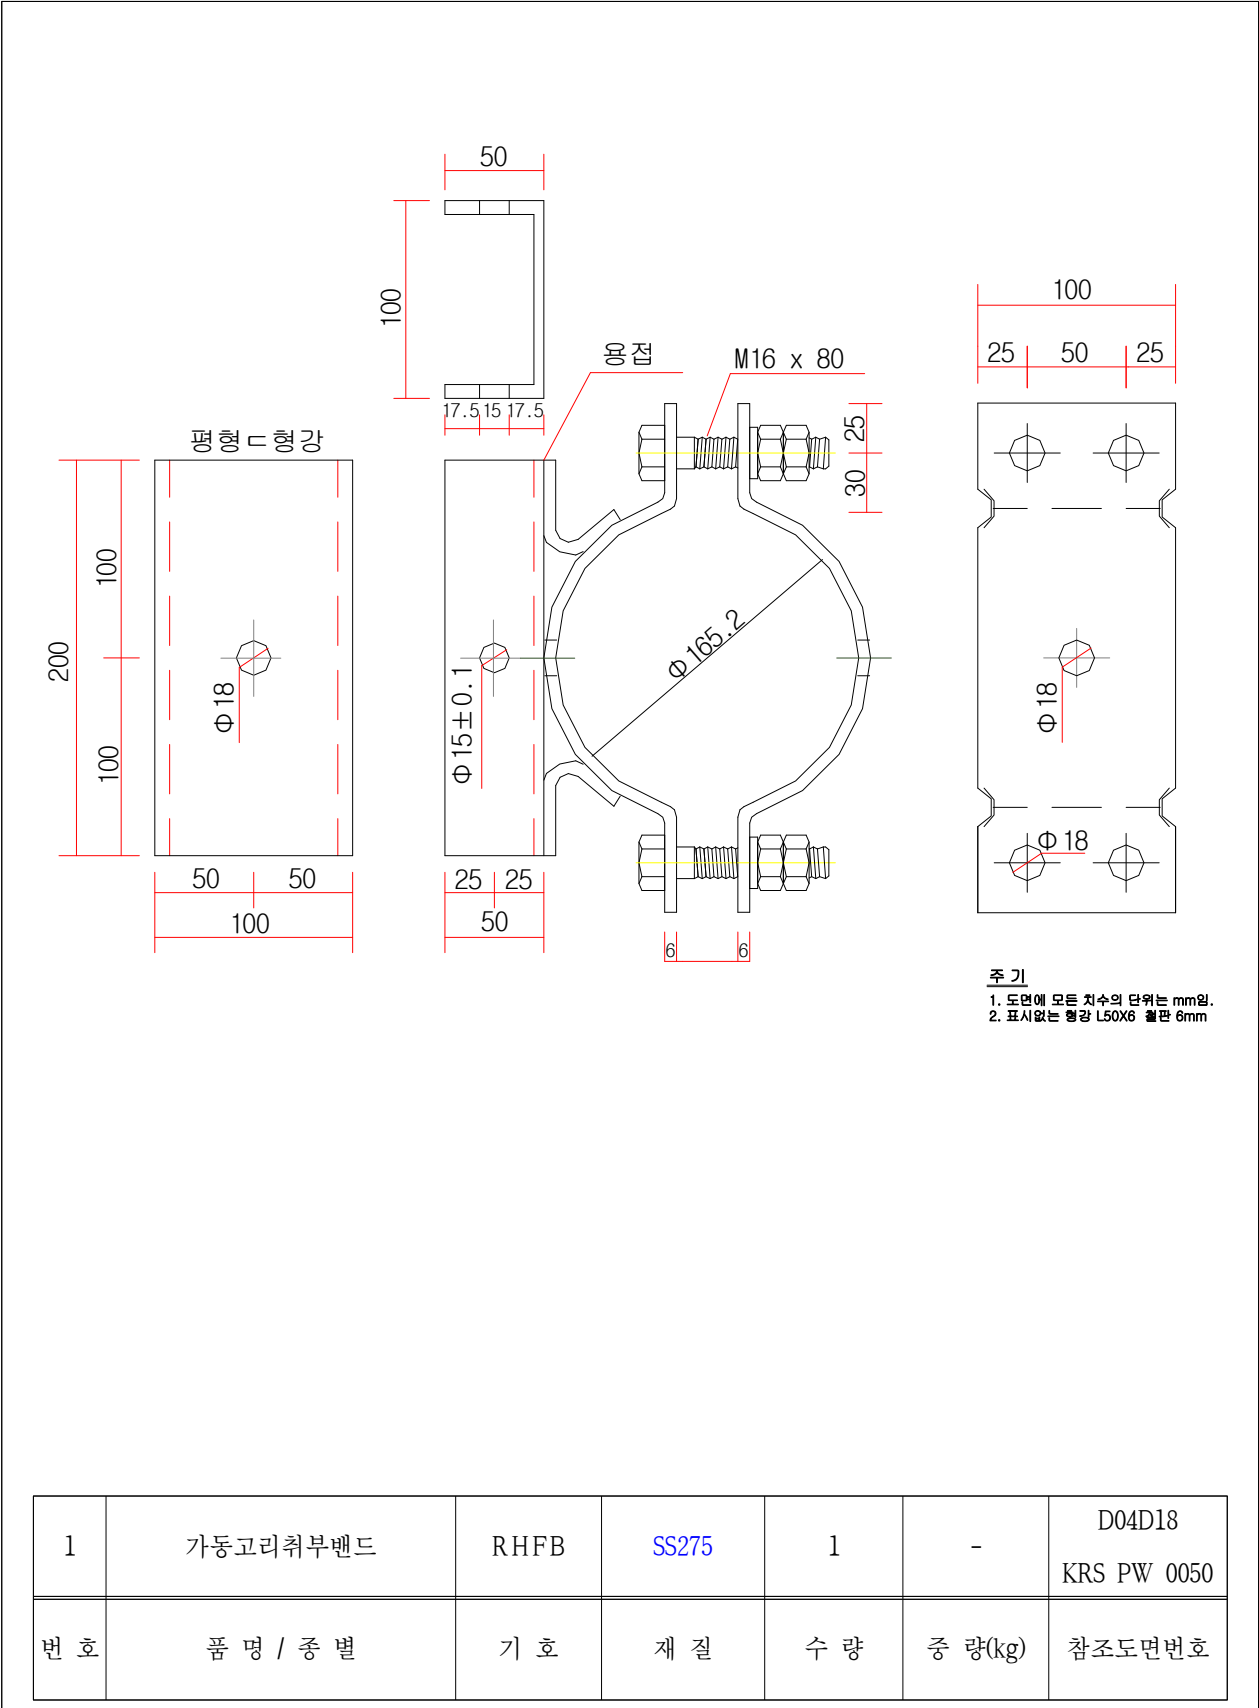 50
100
17.5 15 17.5
용접
M16 x 80
25
30
100
25 50 25
평형ㄷ형강
200
100
100
Φ18
50 50
100
Φ15±0.1
25 25
50
Φ165.2
6 6
Φ18
Φ18
주 기
1. 도면에 모든 치수의 단위는 mm임.
2. 표시없는 형강 L50X6 철판 6mm
1 가동고리취부밴드 RHFB SS275 1 - D04D18
KRS PW 0050
번 호 품 명 / 종 별 기 호 재 질 수 량 중 량(kg) 참조도면번호